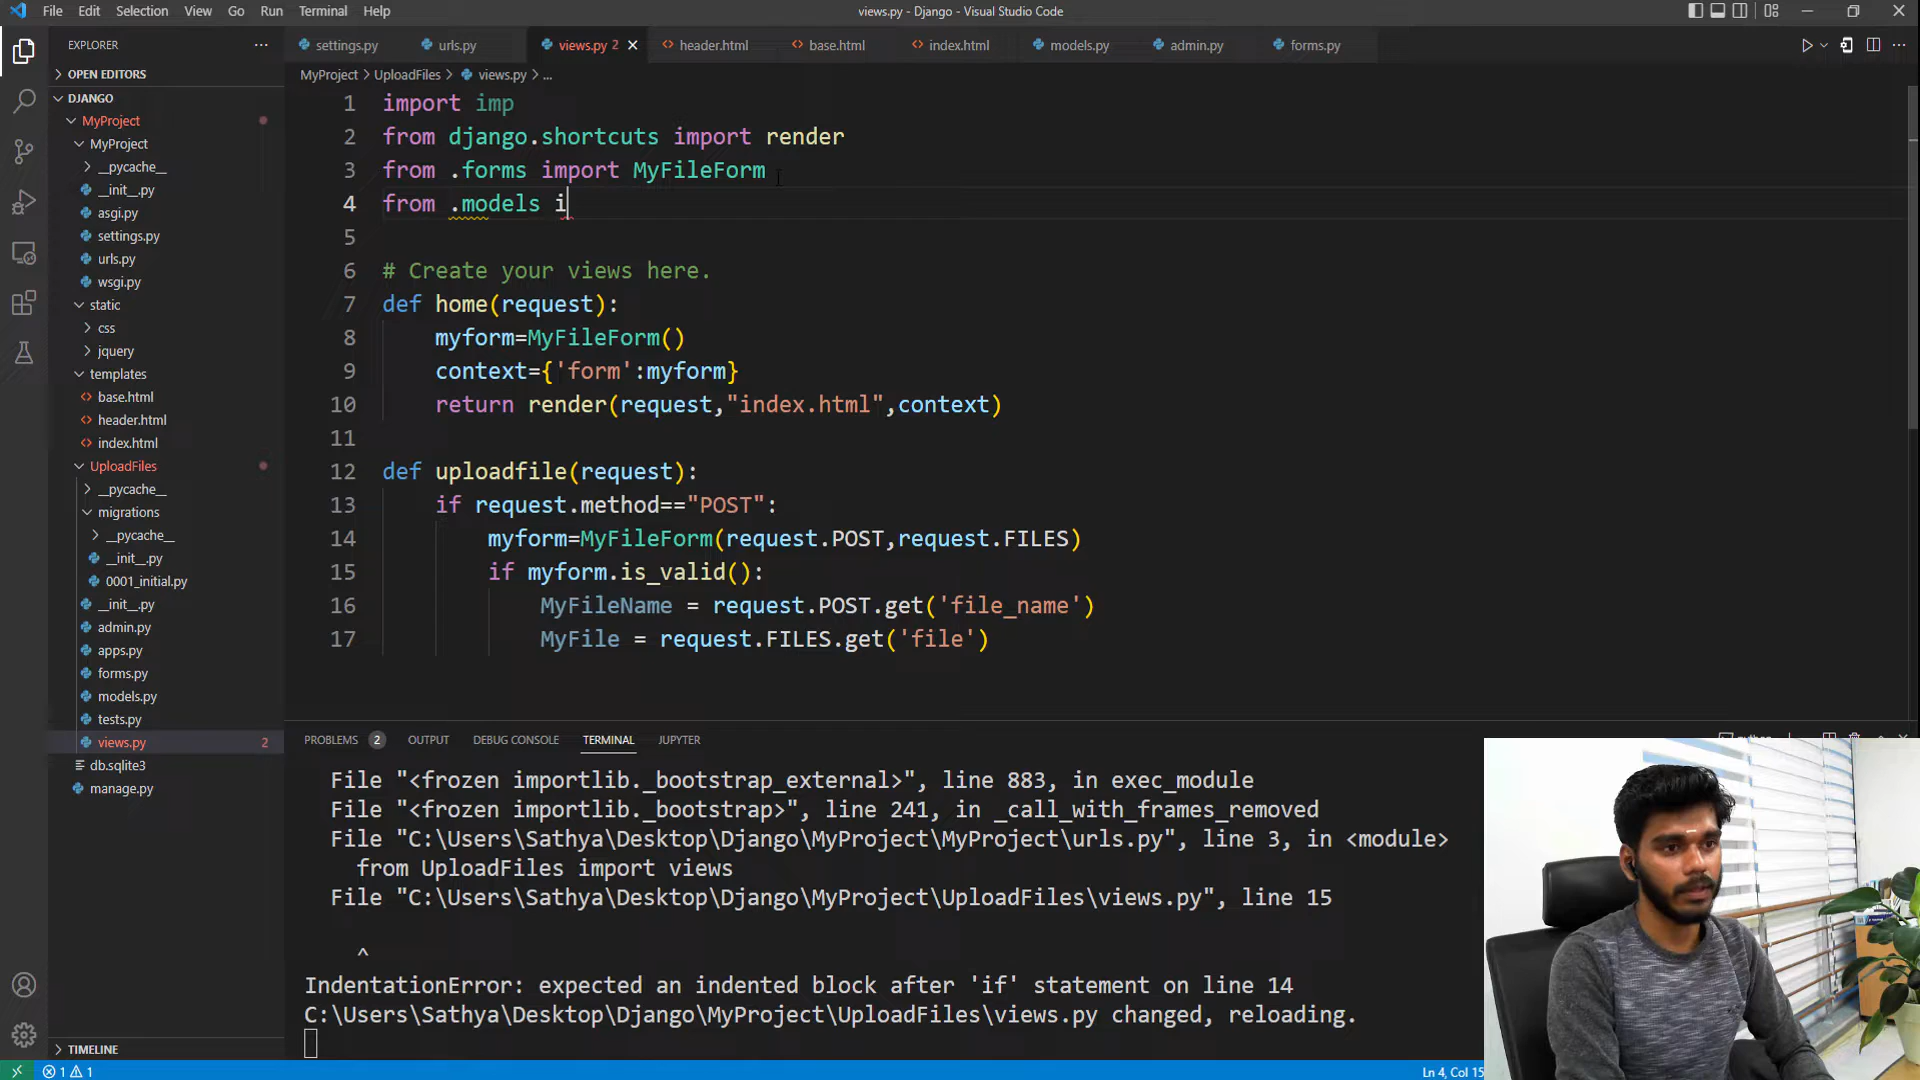 File Edit Selection View Go Run Terminal Help
views.py - Django - Visual Studio Code
EXPLORER
settings.py urls.py views.py 2 header.html base.html index.html models.py admin.py forms.py
OPEN EDITORS
MyProject > UploadFiles > views.py > ...
DJANGO
MyProject
MyProject
__pycache__
__init__.py
asgi.py
settings.py
urls.py
wsgi.py
static
css
jquery
templates
base.html
header.html
index.html
UploadFiles
__pycache__
migrations
__pycache__
__init__.py
0001_initial.py
__init__.py
admin.py
apps.py
forms.py
models.py
tests.py
views.py 2
db.sqlite3
manage.py
TIMELINE
1 import imp
2 from django.shortcuts import render
3 from .forms import MyFileForm
4 from .models i
5
6 # Create your views here.
7 def home(request):
8 myform=MyFileForm()
9 context={'form':myform}
10 return render(request,"index.html",context)
11
12 def uploadfile(request):
13 if request.method=="POST":
14 myform=MyFileForm(request.POST,request.FILES)
15 if myform.is_valid():
16 MyFileName = request.POST.get('file_name')
17 MyFile = request.FILES.get('file')
PROBLEMS 2 OUTPUT DEBUG CONSOLE TERMINAL JUPYTER
File "<frozen importlib._bootstrap_external>", line 883, in exec_module
File "<frozen importlib._bootstrap>", line 241, in _call_with_frames_removed
File "C:\Users\Sathya\Desktop\Django\MyProject\MyProject\urls.py", line 3, in <module>
from UploadFiles import views
File "C:\Users\Sathya\Desktop\Django\MyProject\UploadFiles\views.py", line 15
^
IndentationError: expected an indented block after 'if' statement on line 14
C:\Users\Sathya\Desktop\Django\MyProject\UploadFiles\views.py changed, reloading.
1 1
Ln 4, Col 15